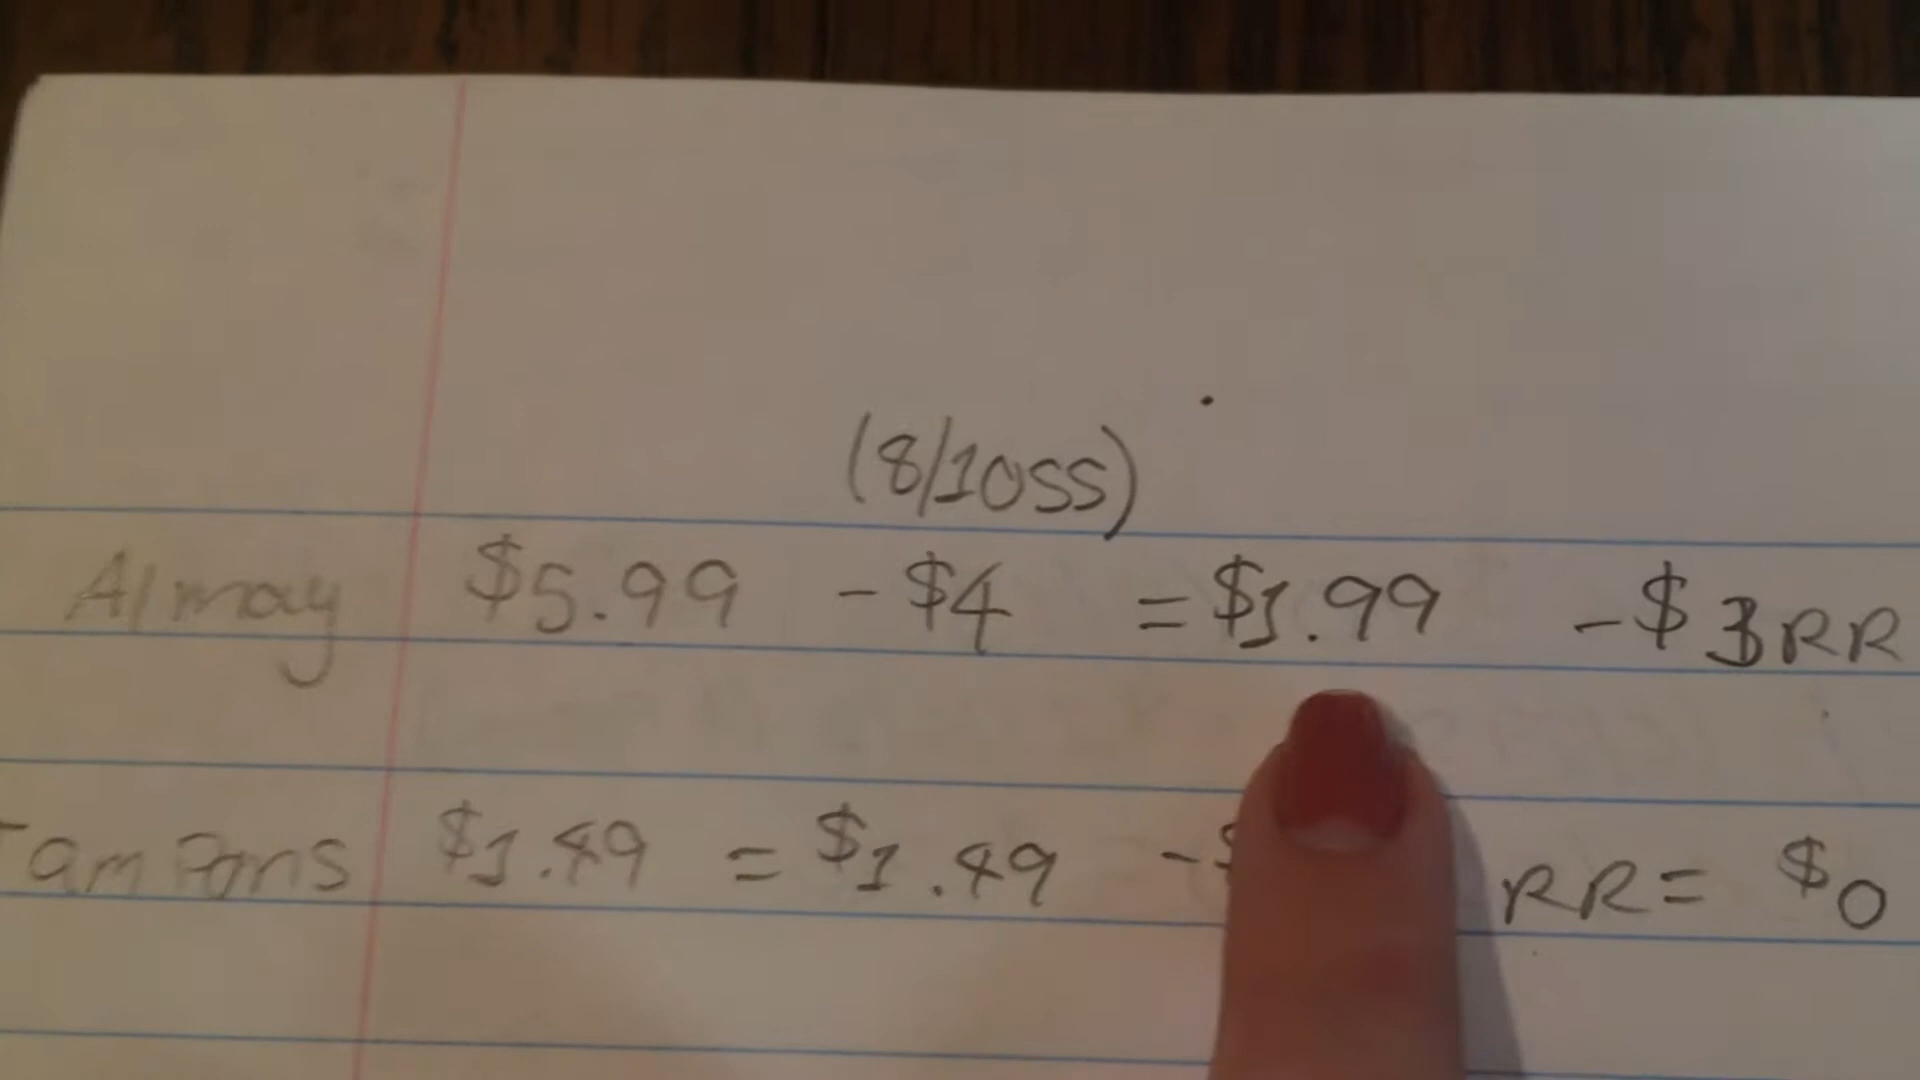 (8/10SS)
Almay $5.99 -$4 =$1.99 -$3RR
Tampons $1.49 = $1.49 -$ RR= $0